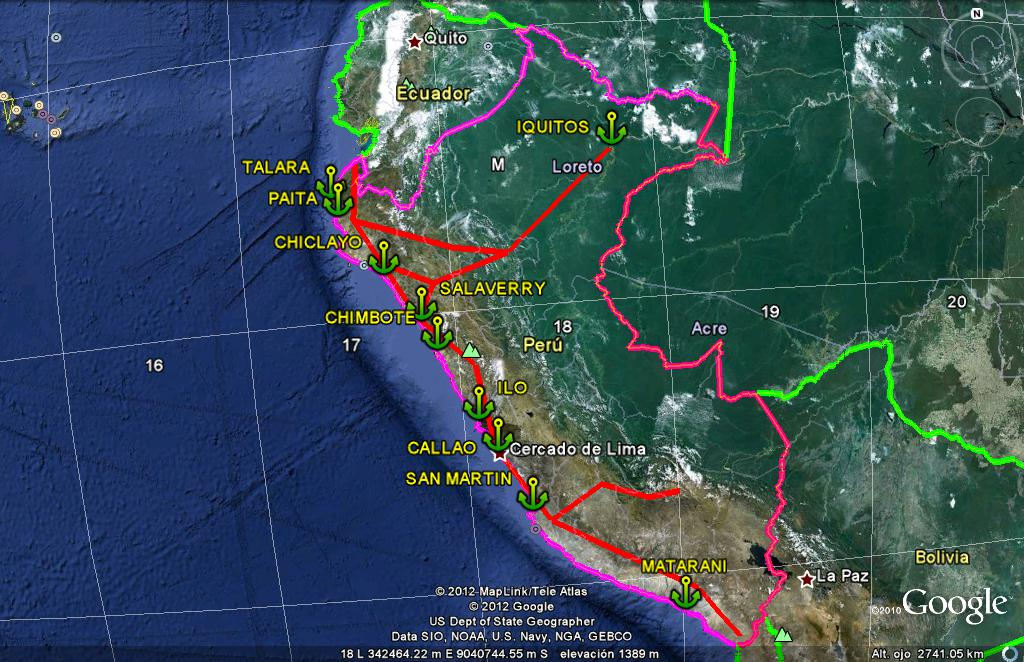 N
Quito
Ecuador
IQUITOS
M
Loreto
TALARA
PAITA
CHICLAYO
SALAVERRY
CHIMBOTE
18
19
20
Acre
Perú
17
16
ILO
CALLAO
Cercado de Lima
SAN MARTIN
MATARANI
Bolivia
La Paz
© 2012 MapLink/Tele Atlas
© 2012 Google
US Dept of State Geographer
Data SIO, NOAA, U.S. Navy, NGA, GEBCO
©2010 Google
18 L 342464.22 m E 9040744.55 m S elevación 1389 m
Alt. ojo 2741.05 km